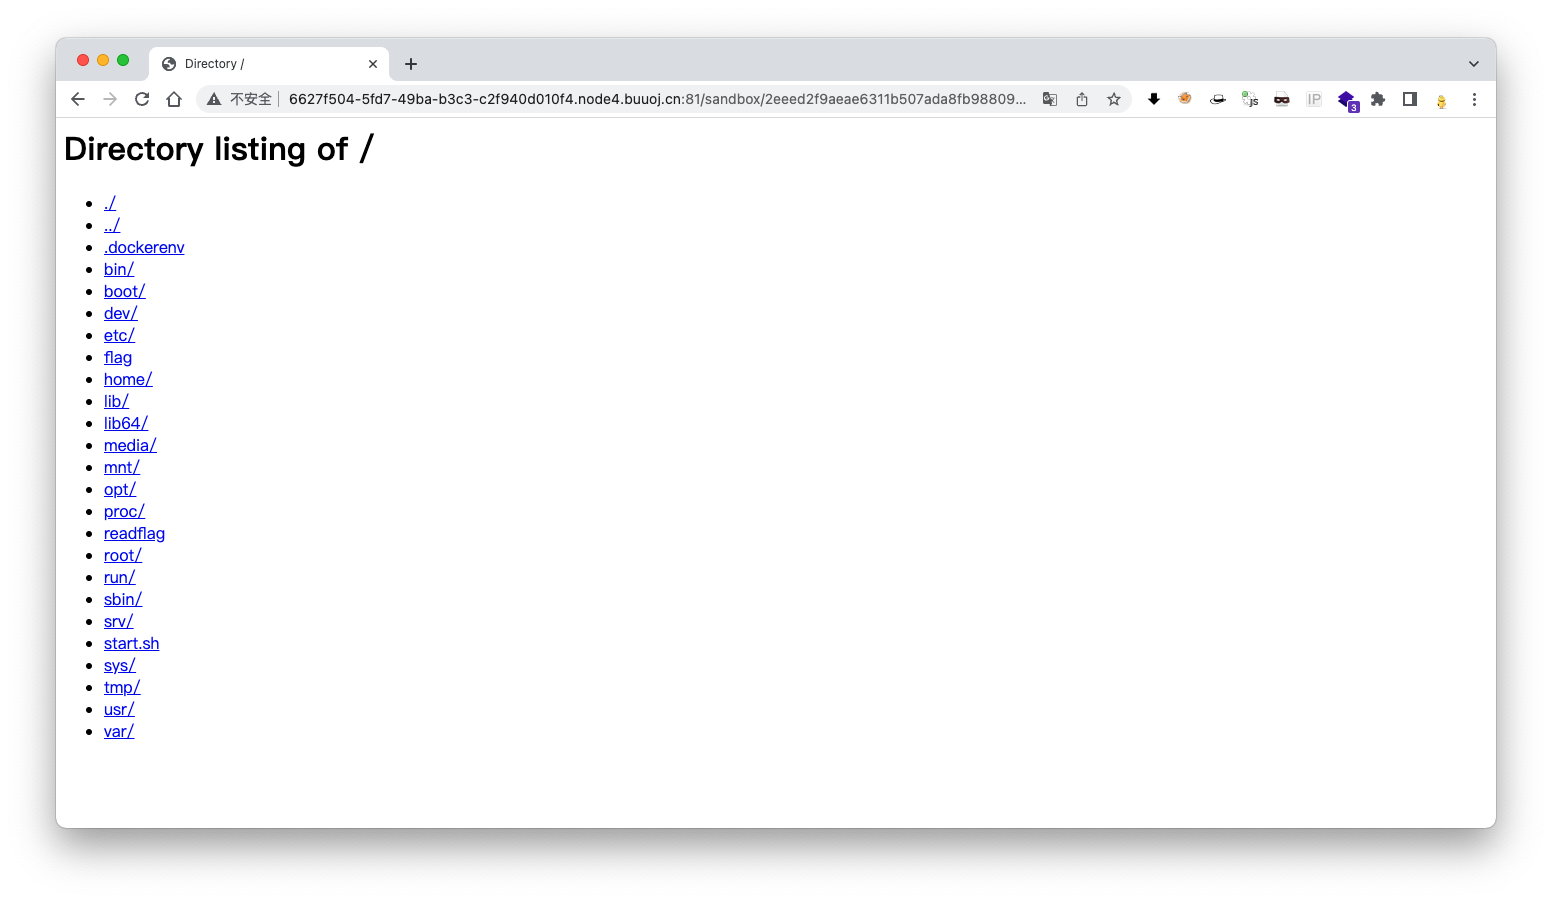 Directory /
不安全
6627f504-5fd7-49ba-b3c3-c2f940d010f4.node4.buuoj.cn:81/sandbox/2eeed2f9aeae6311b507ada8fb98809...
JS
IP
3
Directory listing of /
./
../
.dockerenv
bin/
boot/
dev/
etc/
flag
home/
lib/
lib64/
media/
mnt/
opt/
proc/
readflag
root/
run/
sbin/
srv/
start.sh
sys/
tmp/
usr/
var/